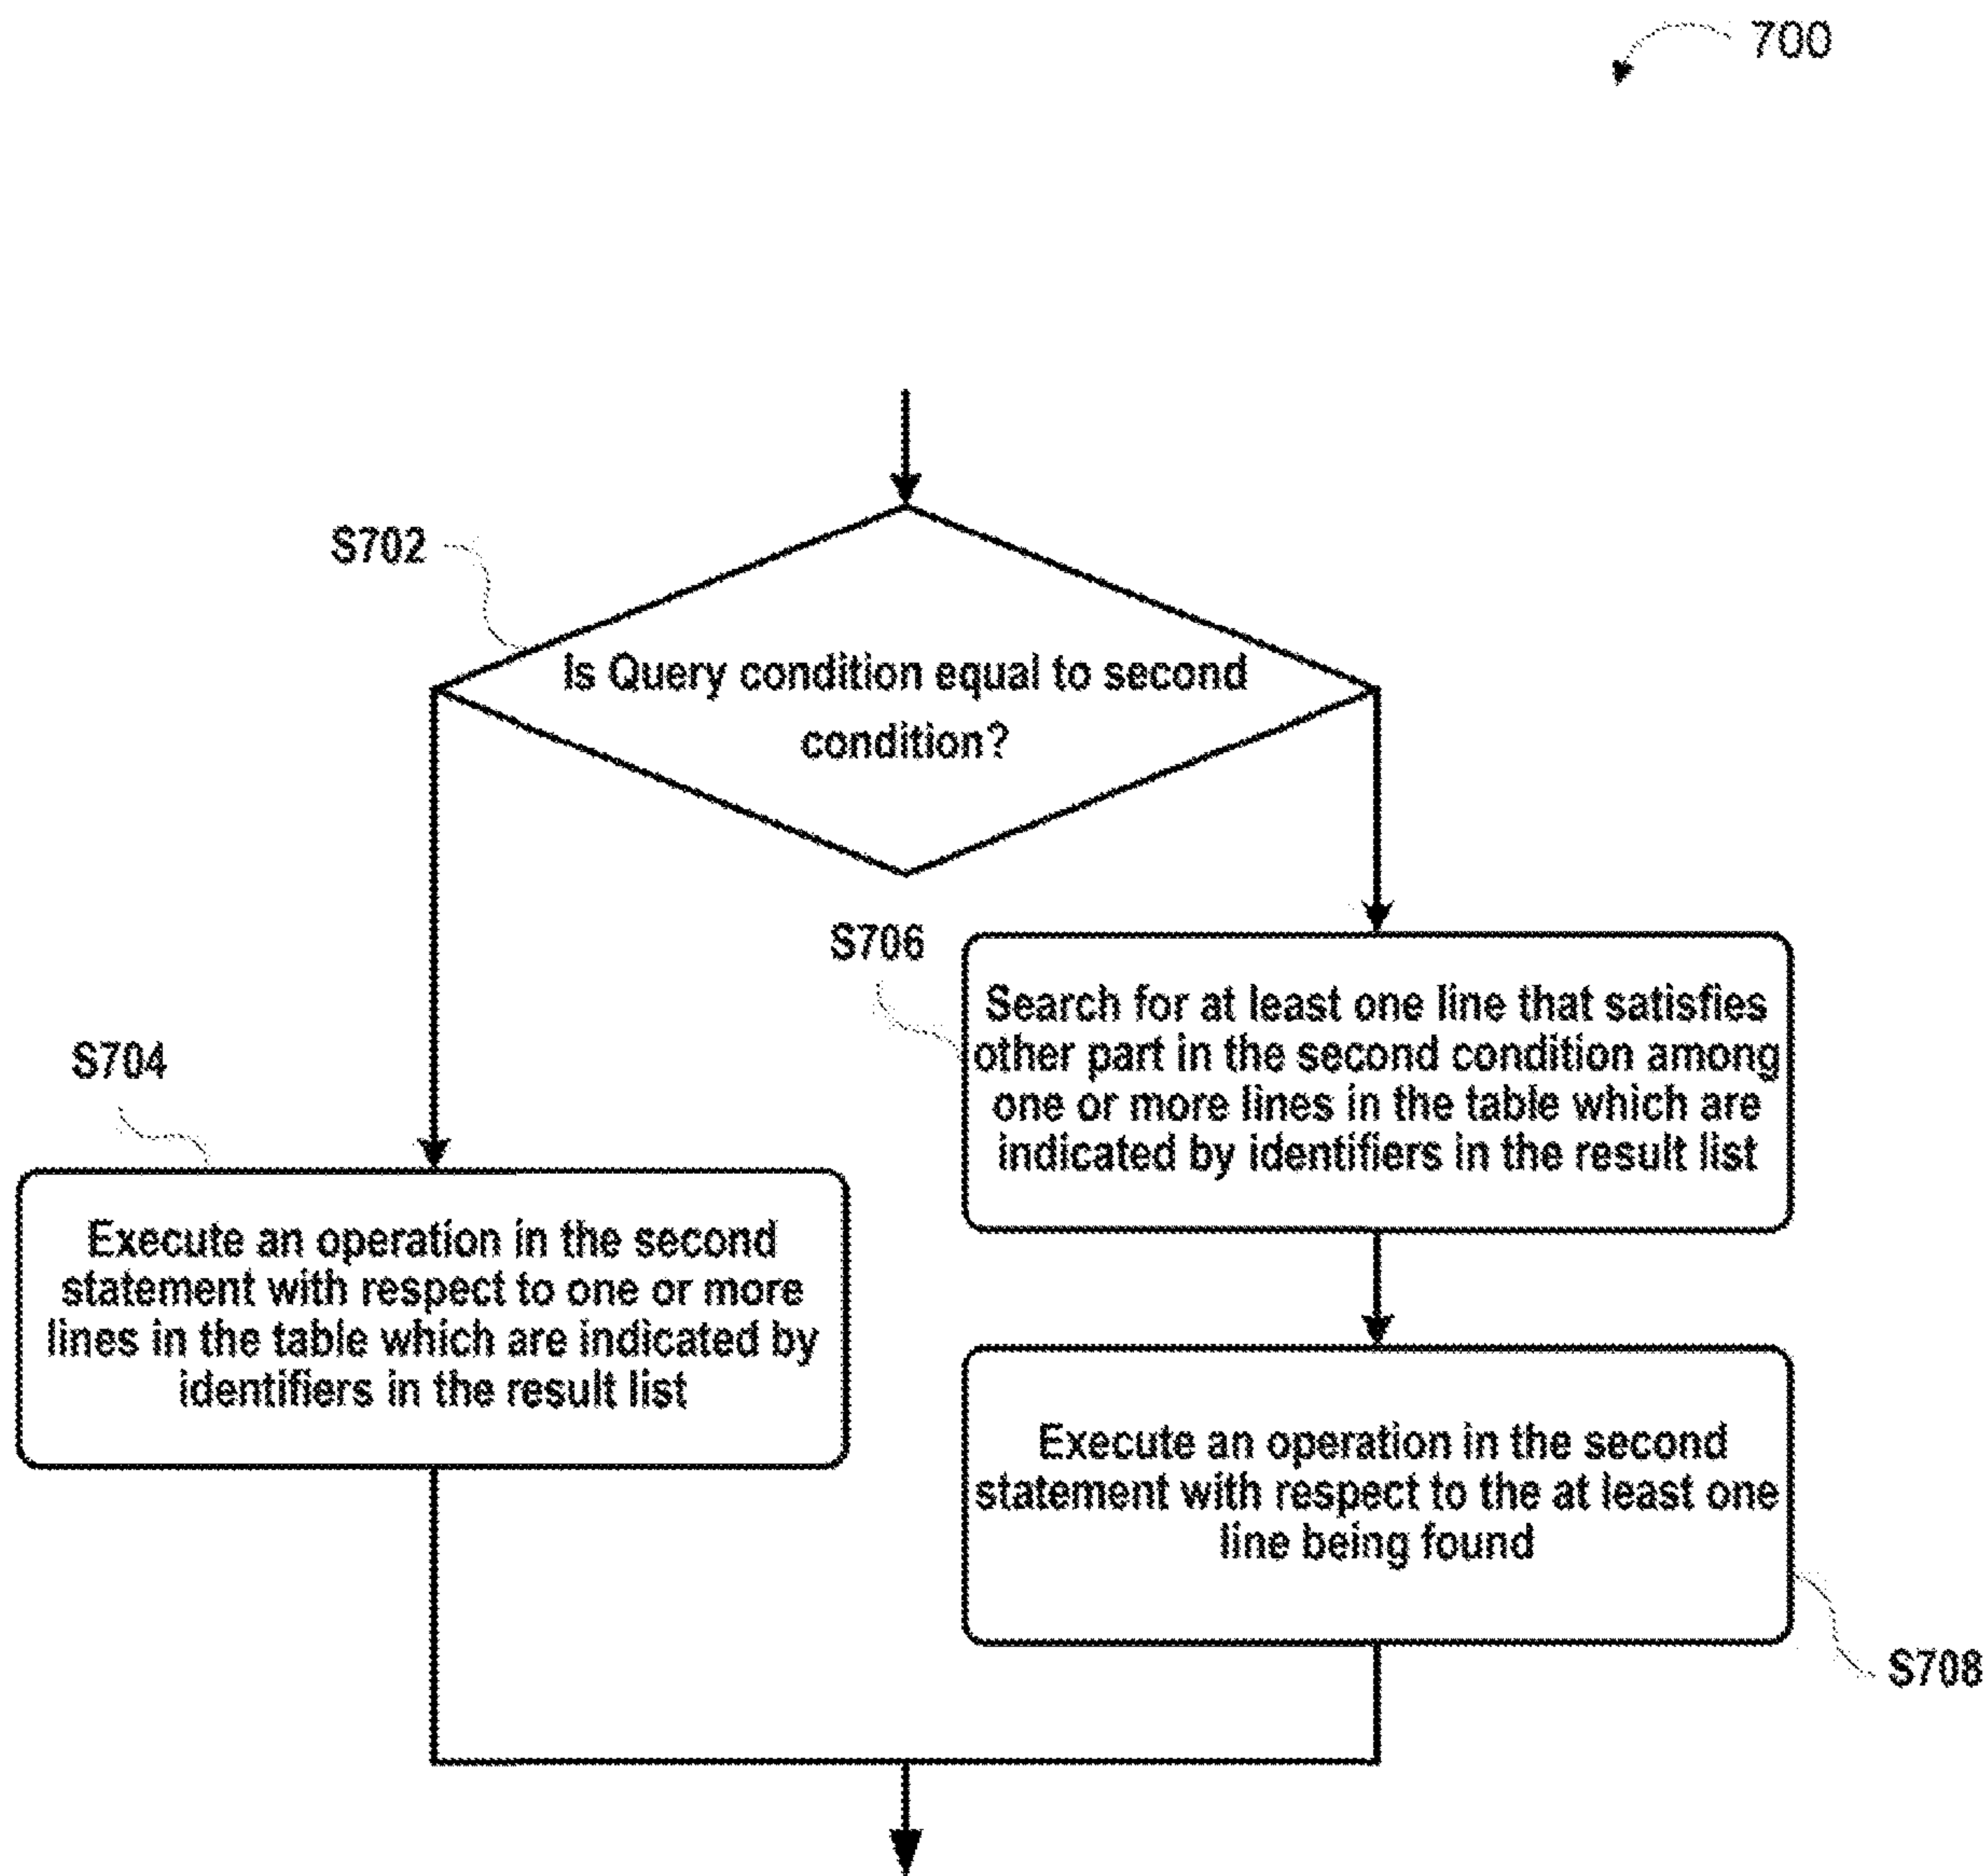 700
S702
Is Query condition equal to second
condition?
S706
Search for at least one line that satisfies
other part in the second condition among
one or more lines in the table which are
indicated by identifiers in the result list
S704
Execute an operation in the second
statement with respect to one or more
lines in the table which are indicated by
identifiers in the result list
Execute an operation in the second
statement with respect to the at least one
line being found
S708